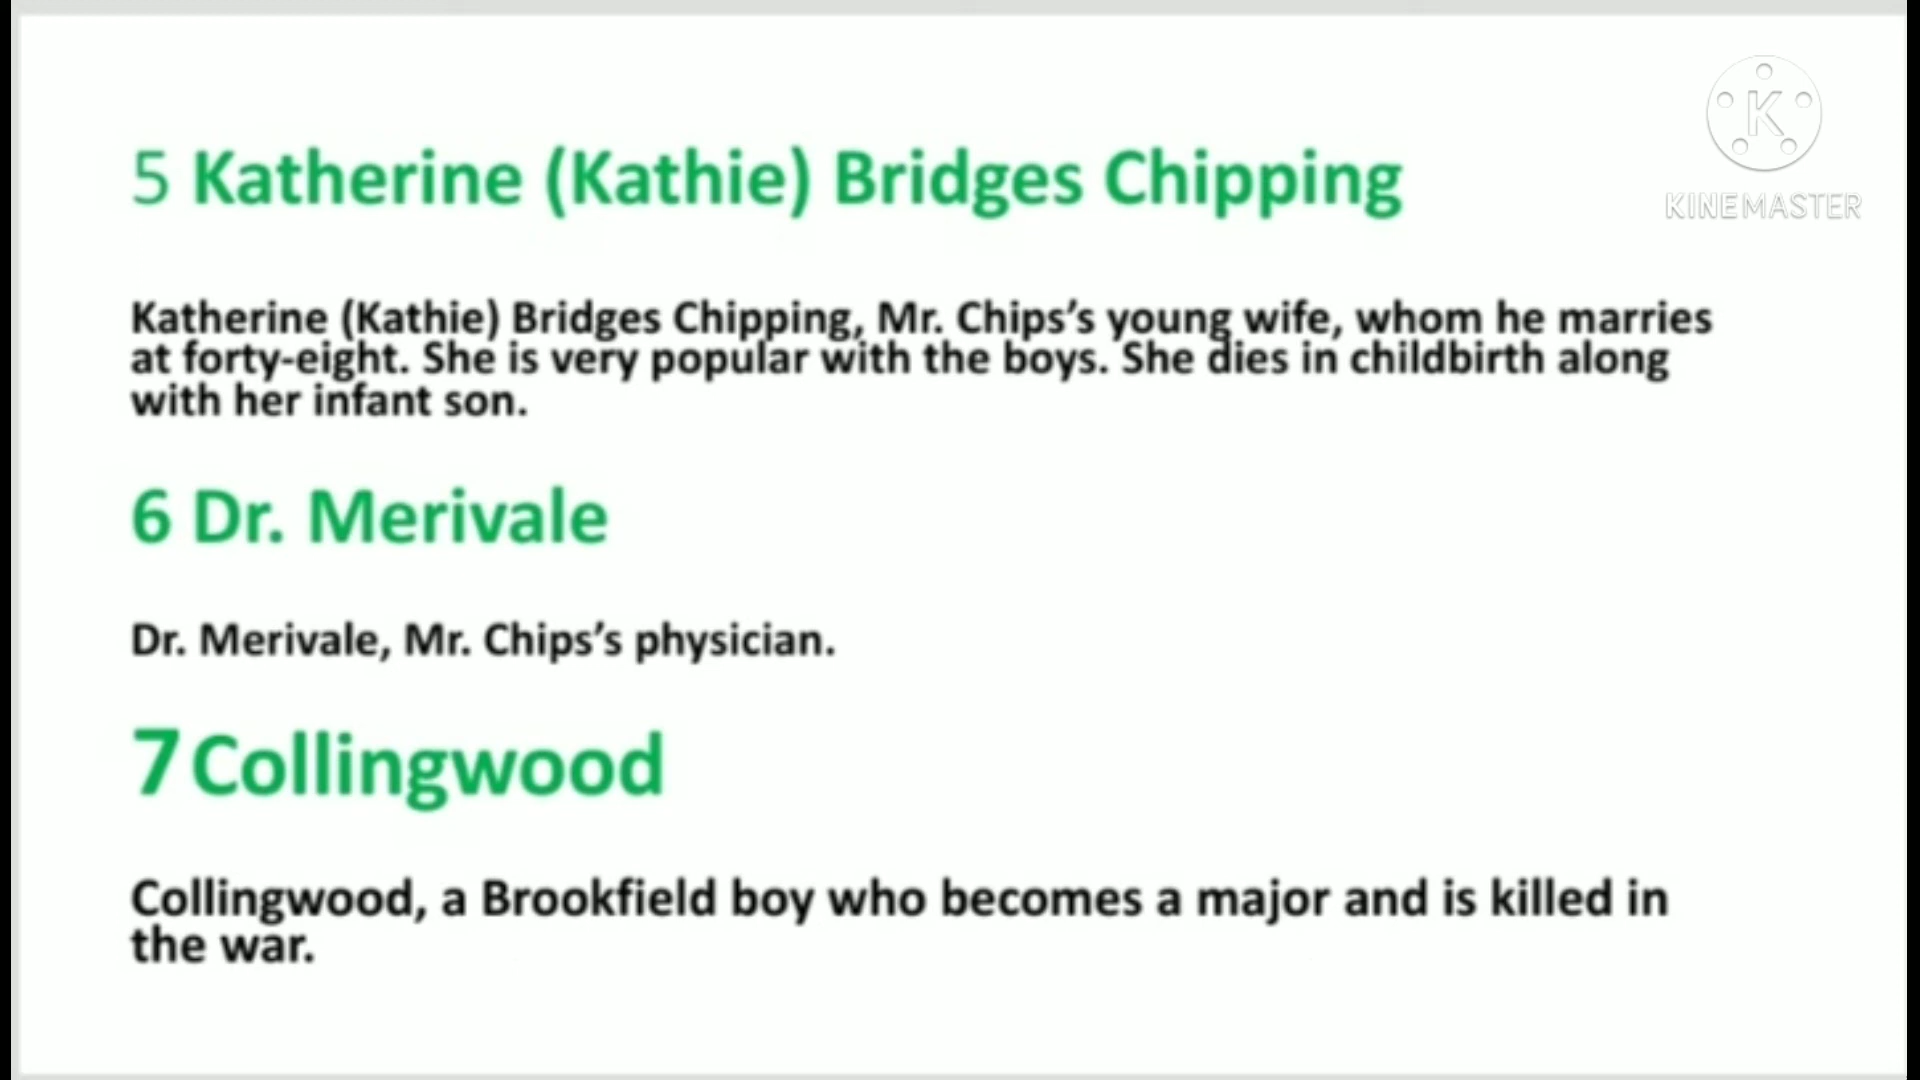 K
KINEMASTER
5 Katherine (Kathie) Bridges Chipping
Katherine (Kathie) Bridges Chipping, Mr. Chips’s young wife, whom he marries
at forty-eight. She is very popular with the boys. She dies in childbirth along
with her infant son.
6 Dr. Merivale
Dr. Merivale, Mr. Chips’s physician.
7 Collingwood
Collingwood, a Brookfield boy who becomes a major and is killed in
the war.